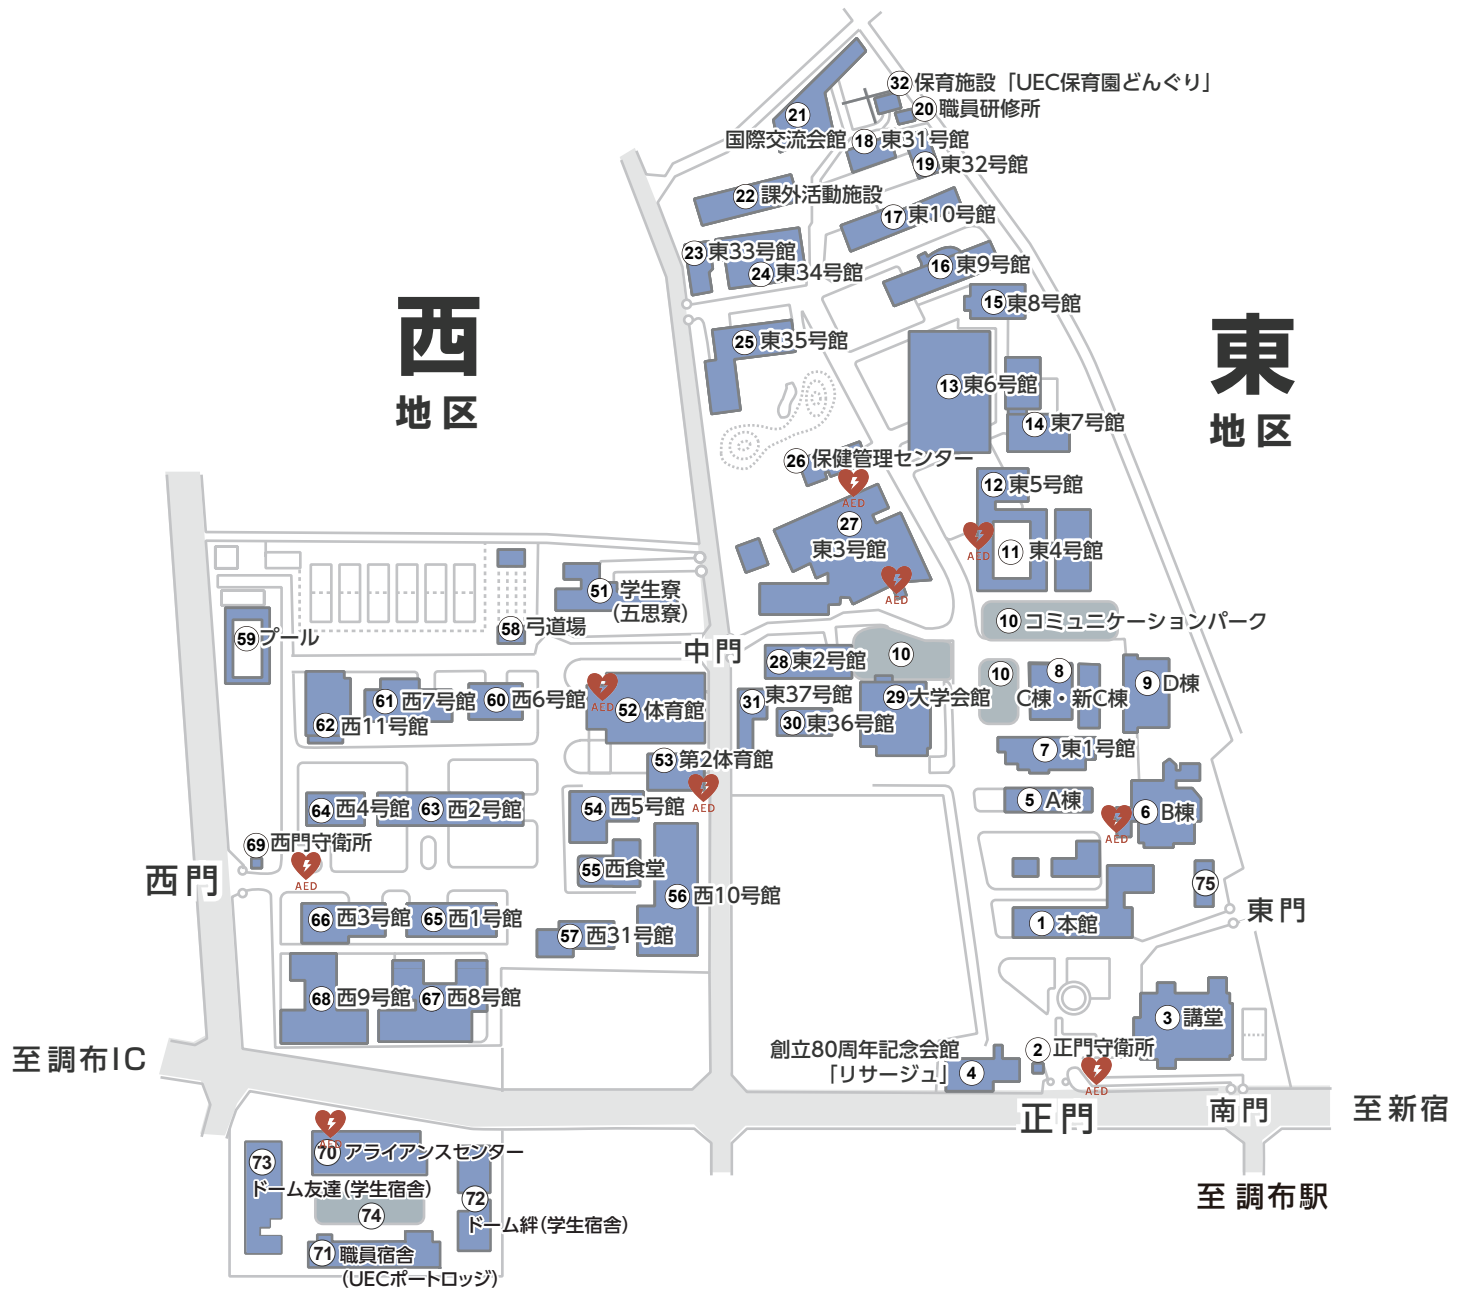 32 保育施設「UEC保育園どんぐり」
20 職員研修所
21
国際交流会館
18 東31号館
19 東32号館
22 課外活動施設
17 東10号館
23 東33号館
24 東34号館
16 東9号館
15 東8号館
25 東35号館
13 東6号館
14 東7号館
西
地区
東
地区
26 保健管理センター
AED
12 東5号館
27
東3号館
AED
11 東4号館
AED
51 学生寮
(五思寮)
10 コミュニケーションパーク
58 弓道場
59 プール
中門
28 東2号館
10
10
8
C棟・新C棟
9 D棟
61 西7号館
60 西6号館
62 西11号館
AED
52 体育館
31 東37号館
30 東36号館
29 大学会館
7 東1号館
53 第2体育館
AED
64 西4号館
63 西2号館
54 西5号館
5 A棟
6 B棟
AED
69 西門守衛所
AED
西門
55 西食堂
56 西10号館
75
東門
66 西3号館
65 西1号館
57 西31号館
1 本館
68 西9号館
67 西8号館
3 講堂
至調布IC
創立80周年記念会館
「リサージュ」
4
2 正門守衛所
AED
正門
南門
至新宿
至 調布駅
AED
70 アライアンスセンター
73
ドーム友達(学生宿舎)
74
72
ドーム絆(学生宿舎)
71 職員宿舎
(UECポートロッジ)